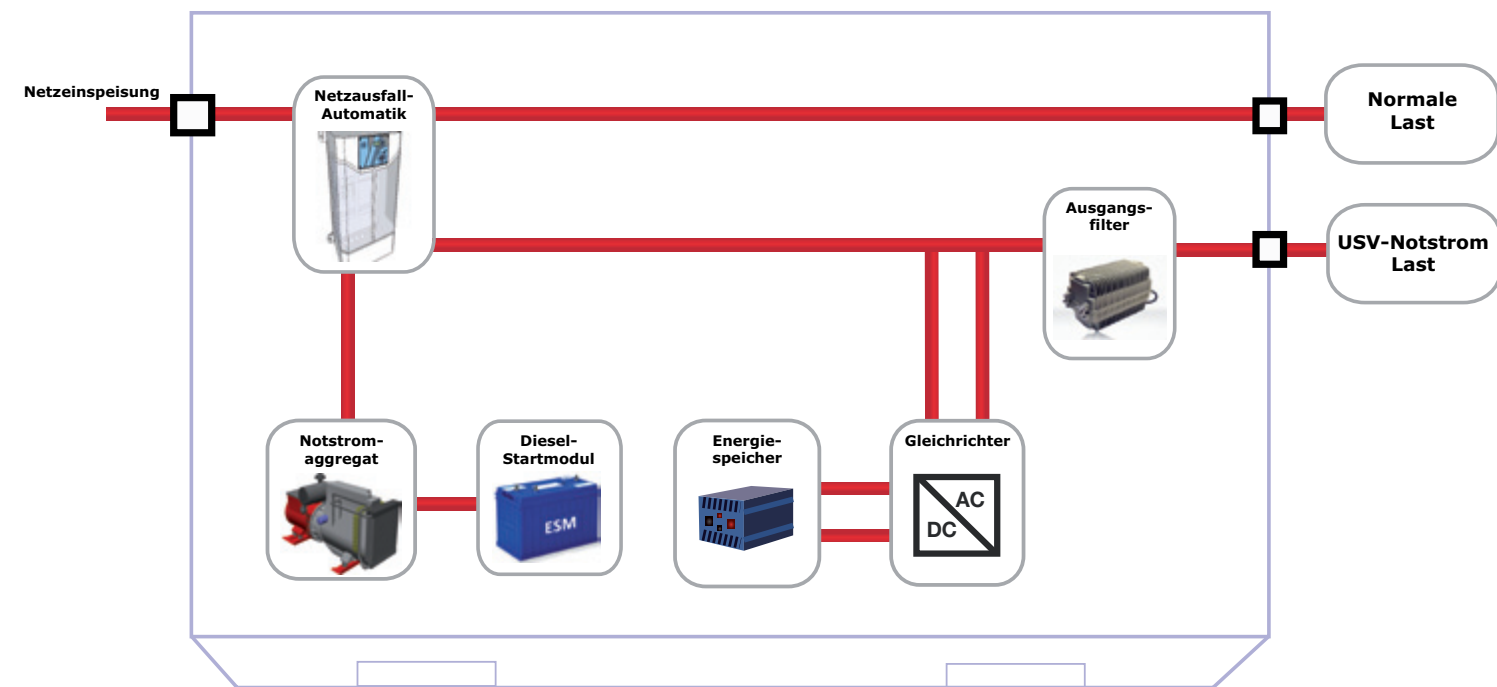 Netzeinspeisung
Netzausfall-
Automatik
Normale
Last
Ausgangs-
filter
USV-Notstrom
Last
Notstrom-
aggregat
Diesel-
Startmodul
ESM
Energie-
speicher
Gleichrichter
AC
DC